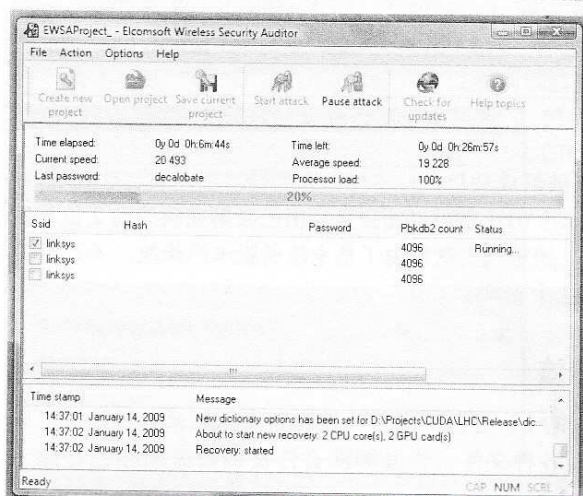 EWSAProject_ - Elcomsoft Wireless Security Auditor
File Action Options Help
Create new project
Open project
Save current project
Start attack
Pause attack
Check for updates
Help topics
Time elapsed: 0y 0d 0h:6m:44s Time left: 0y 0d 0h:26m:57s
Current speed: 20 493 Average speed: 19 228
Last password: decalobate Processor load: 100%
20%
Ssid Hash Password Pbkdb2 count Status
linksys 4096 Running...
linksys 4096
linksys 4096
Time stamp Message
14:37:01 January 14, 2009 New dictionary options has been set for D:\Projects\CUDA\LHC\Release\dic...
14:37:02 January 14, 2009 About to start new recovery: 2 CPU core(s), 2 GPU card(s)
14:37:02 January 14, 2009 Recovery: started
Ready CAP NUM SCRL